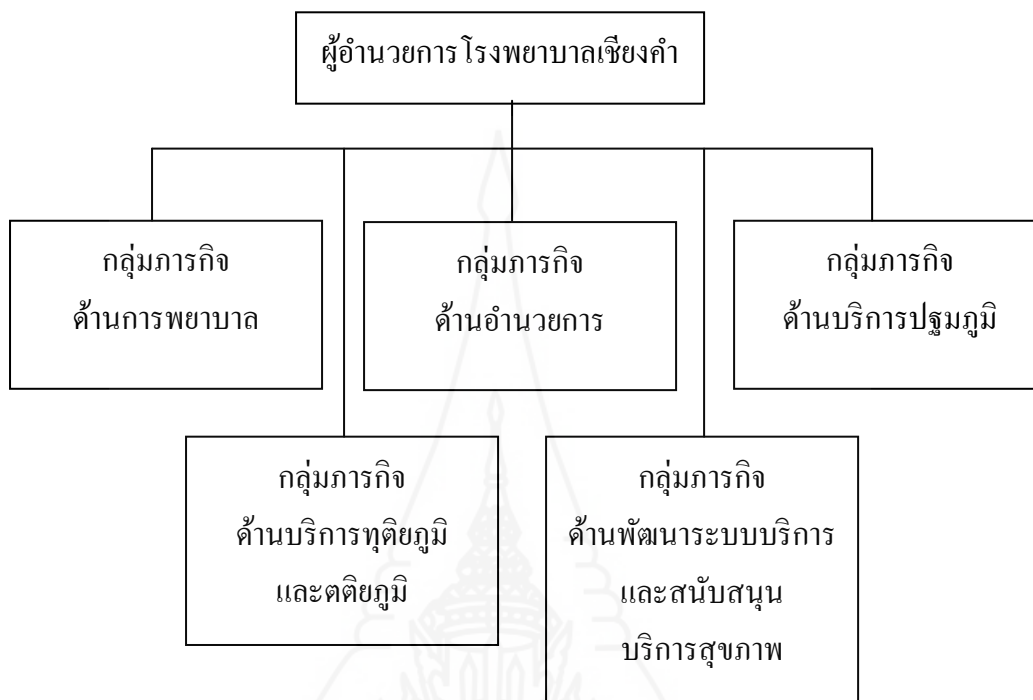 ผู้อำนวยการโรงพยาบาลเชียงคำ
กลุ่มภารกิจ
ด้านการพยาบาล
กลุ่มภารกิจ
ด้านอำนวยการ
กลุ่มภารกิจ
ด้านบริการปฐมภูมิ
กลุ่มภารกิจ
ด้านบริการทุติยภูมิ
และตติยภูมิ
กลุ่มภารกิจ
ด้านพัฒนาระบบบริการ
และสนับสนุน
บริการสุขภาพ